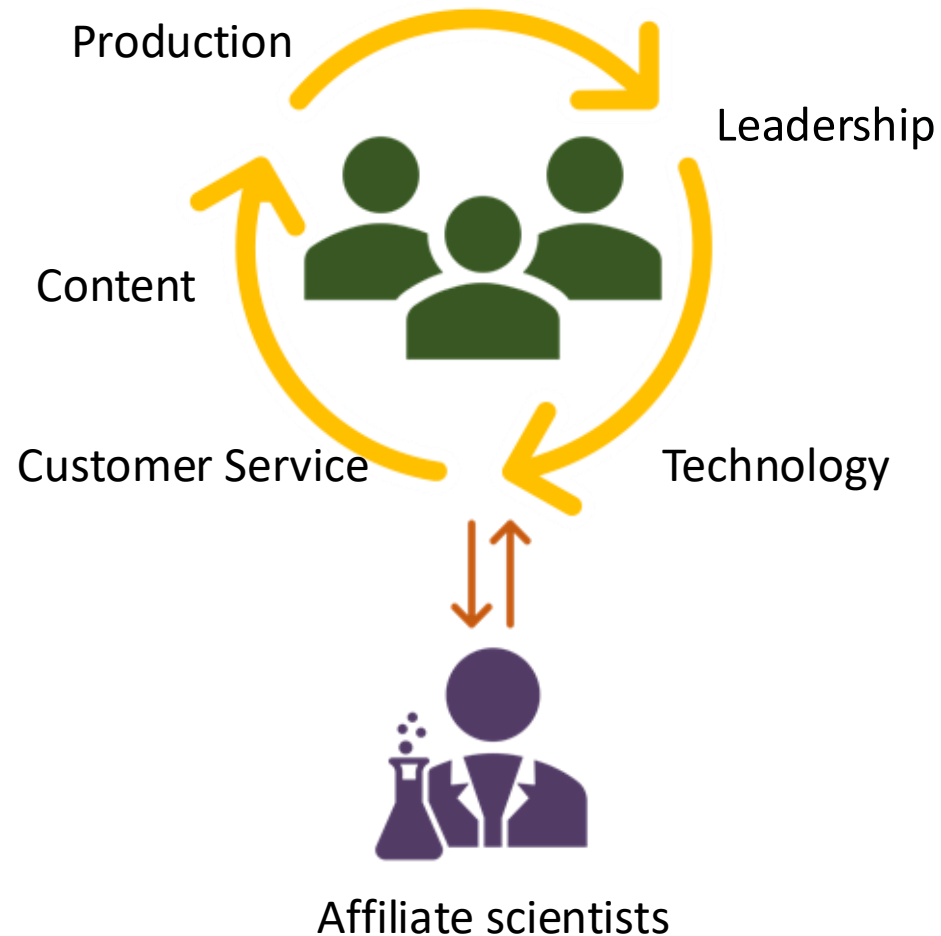 Production
Leadership
Content
Customer Service
Technology
Affiliate scientists